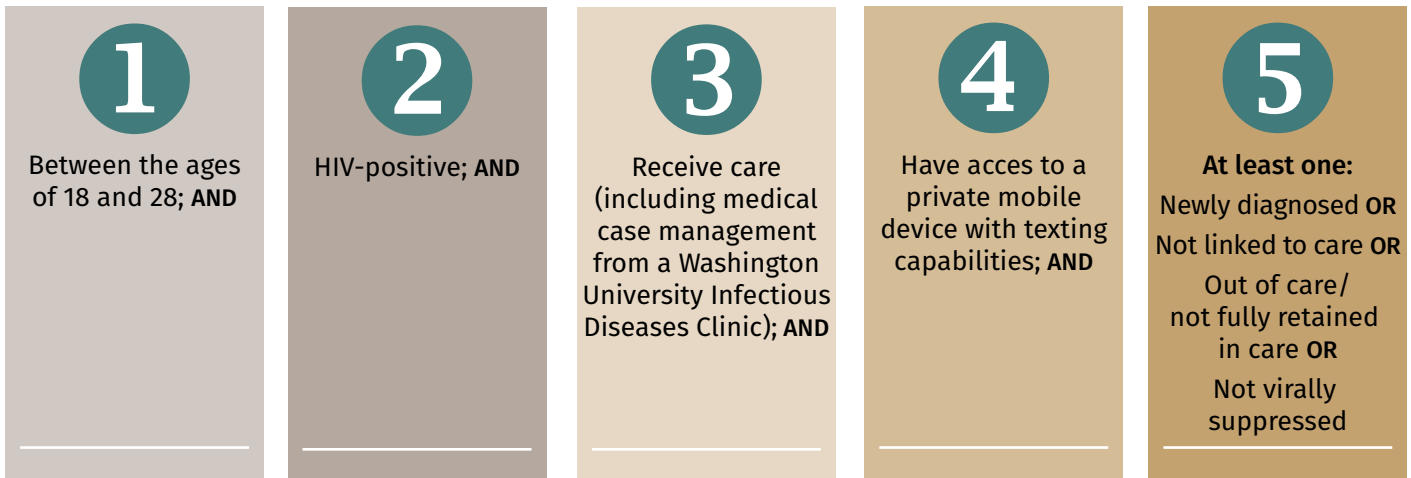 1
Between the ages
of 18 and 28; AND
2
HIV-positive; AND
3
Receive care
(including medical
case management
from a Washington
University Infectious
Diseases Clinic); AND
4
Have acces to a
private mobile
device with texting
capabilities; AND
5
At least one:
Newly diagnosed OR
Not linked to care OR
Out of care/
not fully retained
in care OR
Not virally
suppressed